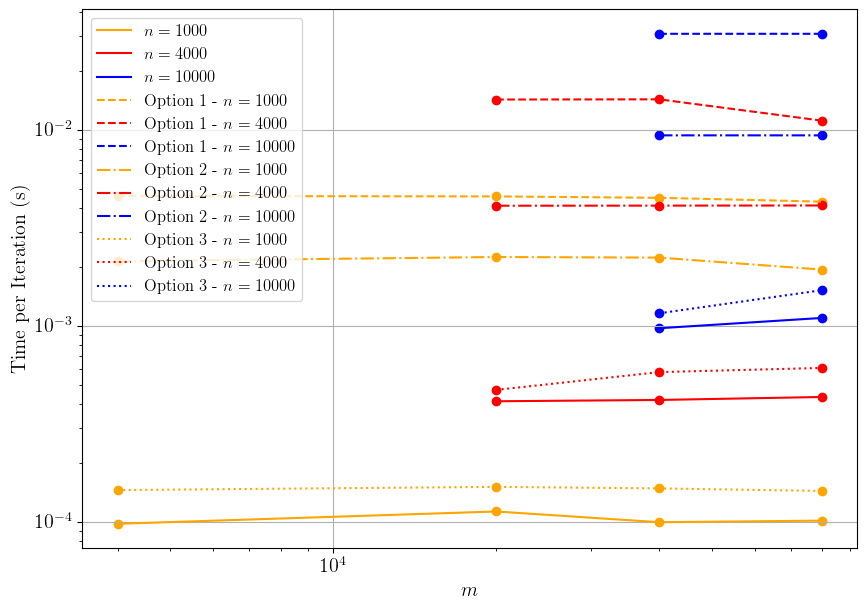 $n = 1000$
$n = 4000$
$n = 10000$
Option 1 - $n = 1000$
Option 1 - $n = 4000$
Option 1 - $n = 10000$
Option 2 - $n = 1000$
Option 2 - $n = 4000$
Option 2 - $n = 10000$
Option 3 - $n = 1000$
Option 3 - $n = 4000$
Option 3 - $n = 10000$
Time per Iteration (s)
$10^{-2}$
$10^{-3}$
$10^{-4}$
$10^{4}$
$m$